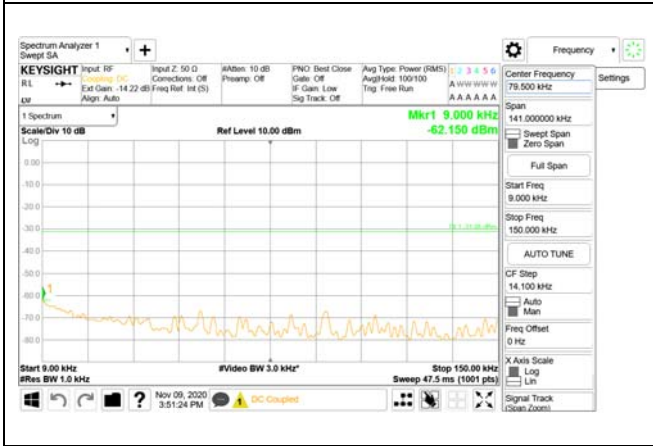 Spectrum Analyzer 1
Swept SA
Frequency
KEYSIGHT
RL
Input: RF
Coupling: DC
Ext Gain: -14.22 dB
Align: Auto
Input Z: 50 Ω
Corrections: Off
Freq Ref: Int (S)
#Atten: 10 dB
Preamp: Off
PNO: Best Close
Gate: Off
IF Gain: Low
Sig Track: Off
Avg Type: Power (RMS)
Avg|Hold: 100/100
Trig: Free Run
1 2 3 4 5 6
A W W W W W
A A A A A A
1 Spectrum
Scale/Div 10 dB
Log
Ref Level 10.00 dBm
Mkr1 9.000 kHz
-62.150 dBm
0.00
-10.0
-20.0
-30.0
-40.0
-50.0
-60.0
-70.0
-80.0
1
Start 9.00 kHz
#Res BW 1.0 kHz
#Video BW 3.0 kHz*
Stop 150.00 kHz
Sweep 47.5 ms (1001 pts)
Nov 09, 2020
3:51:24 PM
DC Coupled
Center Frequency
79.500 kHz
Settings
Span
141.000000 kHz
Swept Span
Zero Span
Full Span
Start Freq
9.000 kHz
Stop Freq
150.000 kHz
AUTO TUNE
CF Step
14.100 kHz
Auto
Man
Freq Offset
0 Hz
X Axis Scale
Log
Lin
Signal Track
(Span Zoom)